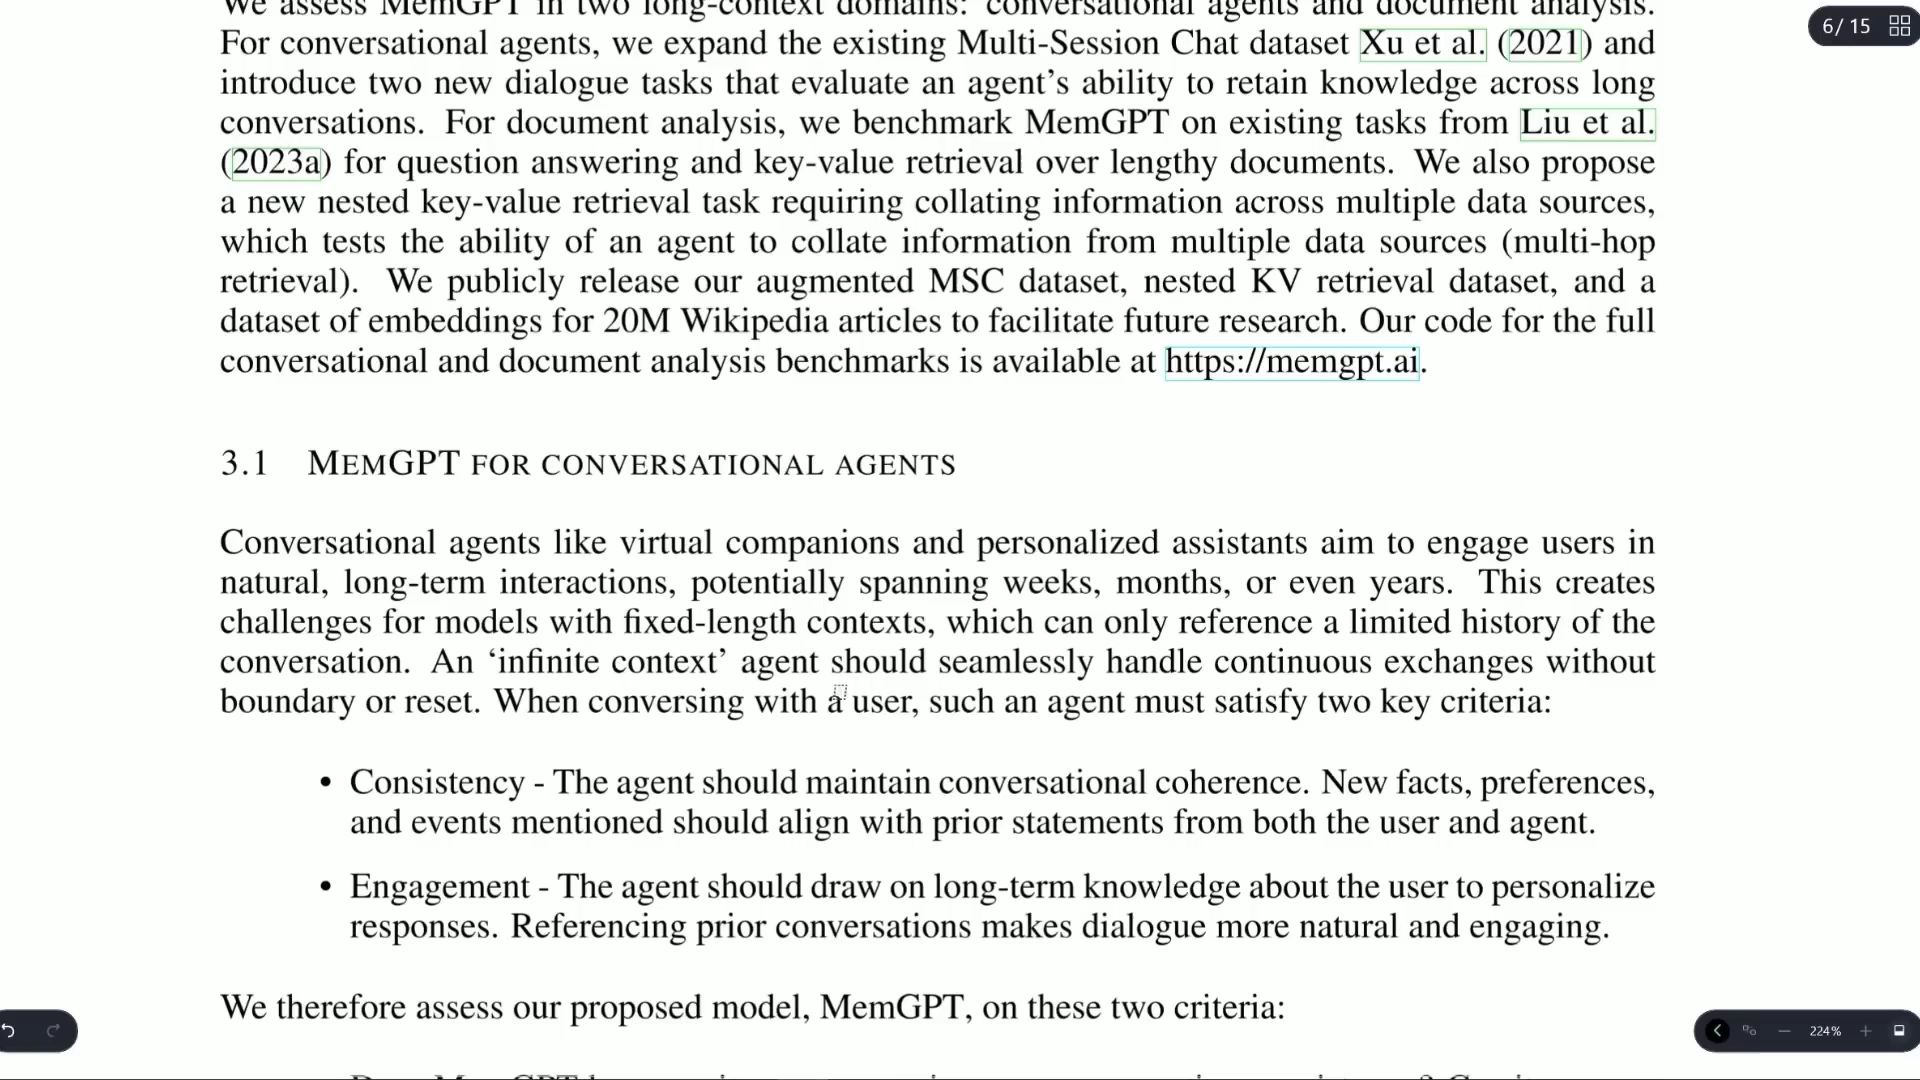 We assess MemGPT in two long-context domains: conversational agents and document analysis.
For conversational agents, we expand the existing Multi-Session Chat dataset Xu et al. (2021) and
introduce two new dialogue tasks that evaluate an agent’s ability to retain knowledge across long
conversations. For document analysis, we benchmark MemGPT on existing tasks from Liu et al.
(2023a) for question answering and key-value retrieval over lengthy documents. We also propose
a new nested key-value retrieval task requiring collating information across multiple data sources,
which tests the ability of an agent to collate information from multiple data sources (multi-hop
retrieval). We publicly release our augmented MSC dataset, nested KV retrieval dataset, and a
dataset of embeddings for 20M Wikipedia articles to facilitate future research. Our code for the full
conversational and document analysis benchmarks is available at https://memgpt.ai.
3.1 MEMGPT FOR CONVERSATIONAL AGENTS
Conversational agents like virtual companions and personalized assistants aim to engage users in
natural, long-term interactions, potentially spanning weeks, months, or even years. This creates
challenges for models with fixed-length contexts, which can only reference a limited history of the
conversation. An ‘infinite context’ agent should seamlessly handle continuous exchanges without
boundary or reset. When conversing with a user, such an agent must satisfy two key criteria:
• Consistency - The agent should maintain conversational coherence. New facts, preferences,
and events mentioned should align with prior statements from both the user and agent.
• Engagement - The agent should draw on long-term knowledge about the user to personalize
responses. Referencing prior conversations makes dialogue more natural and engaging.
We therefore assess our proposed model, MemGPT, on these two criteria:
6/ 15
224%